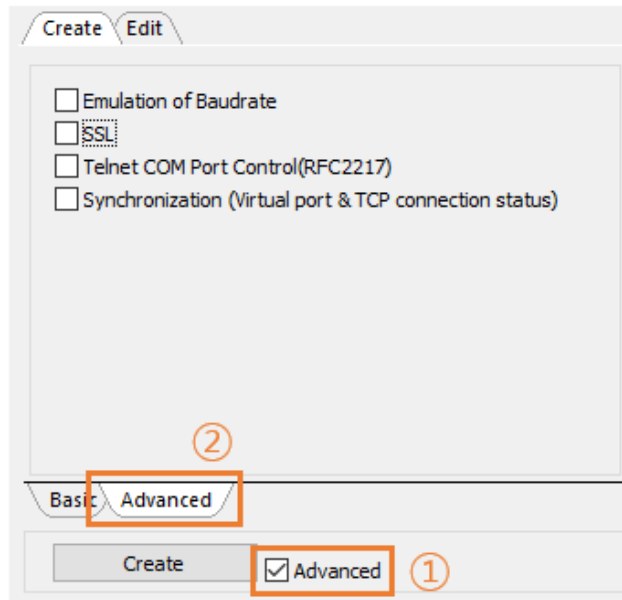 Create Edit
Emulation of Baudrate
SSL
Telnet COM Port Control(RFC2217)
Synchronization (Virtual port & TCP connection status)
②
Basic Advanced
Create Advanced ①